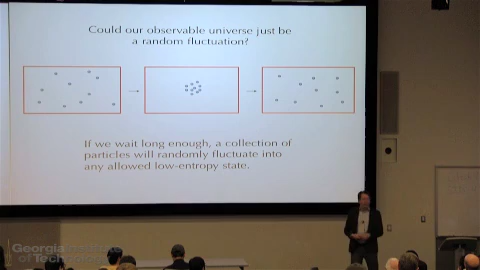 Could our observable universe just be
a random fluctuation?
If we wait long enough, a collection of
particles will randomly fluctuate into
any allowed low-entropy state.
Georgia Institute
of Technology